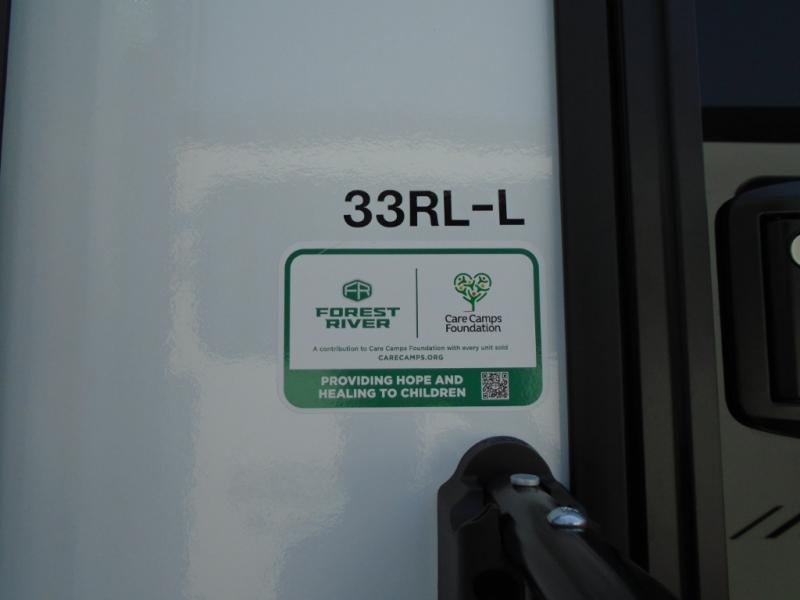 33RL-L
FR
FOREST
RIVER
Care Camps
Foundation
A contribution to Care Camps Foundation with every unit sold
CARECAMPS.ORG
PROVIDING HOPE AND
HEALING TO CHILDREN